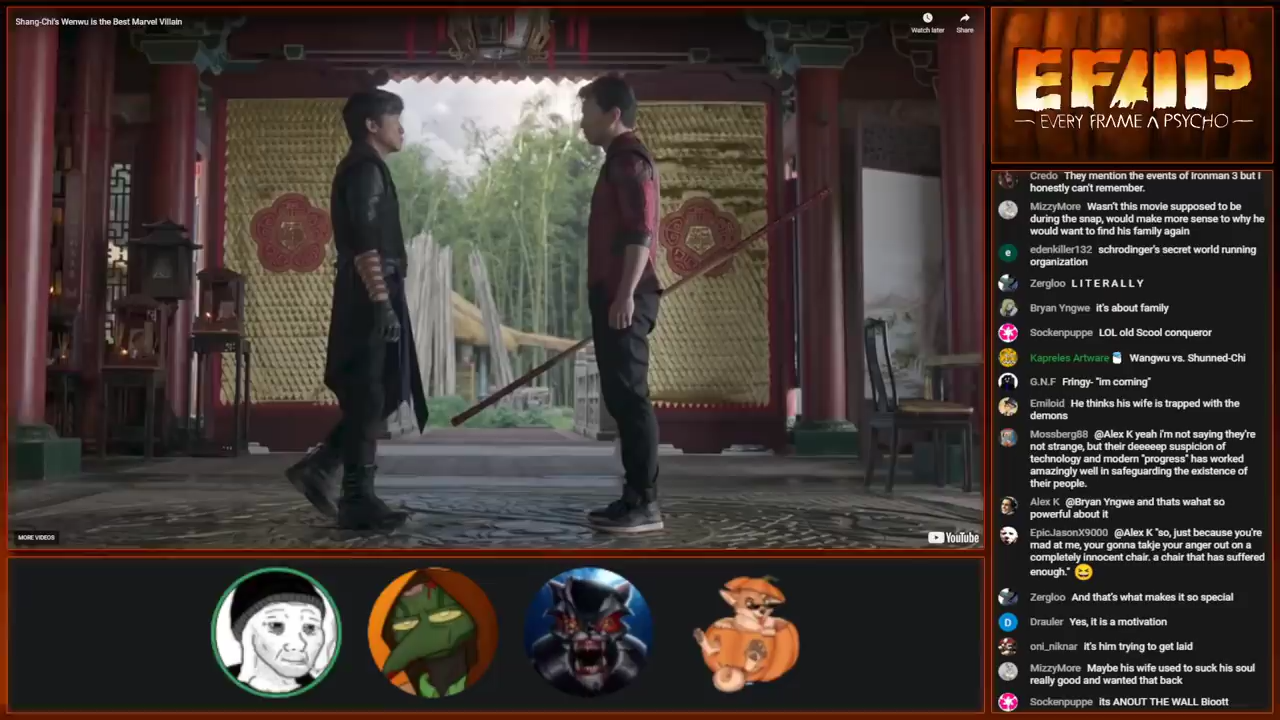 Shang-Chi's Wenwu is the Best Marvel Villain
Watch later
Share
MORE VIDEOS
YouTube
EFAP
EVERY FRAME A PSYCHO
Credo They mention the events of Ironman 3 but I
honestly can't remember.
MizzyMore Wasn't this movie supposed to be
during the snap, would make more sense to why he
would want to find his family again
edenkiller132 schrodinger's secret world running
organization
Zergloo L I T E R A L L Y
Bryan Yngwe it's about family
Sockenpuppe LOL old Scool conqueror
Kapreles Artware Wangwu vs. Shunned-Chi
G.N.F Fringy- "im coming"
Emiloid He thinks his wife is trapped with the
demons
Mossberg88 @Alex K yeah i'm not saying they're
not strange, but their deeeeep suspicion of
technology and modern "progress" has worked
amazingly well in safeguarding the existence of
their people.
Alex K @Bryan Yngwe and thats wahat so
powerful about it
EpicJasonX9000 @Alex K "so, just because you're
mad at me, your gonna takje your anger out on a
completely innocent chair. a chair that has suffered
enough." 😆
Zergloo And that's what makes it so special
D
Drauler Yes, it is a motivation
oni_niknar it's him trying to get laid
MizzyMore Maybe his wife used to suck his soul
really good and wanted that back
Sockenpuppe its ANOUT THE WALL Bioott